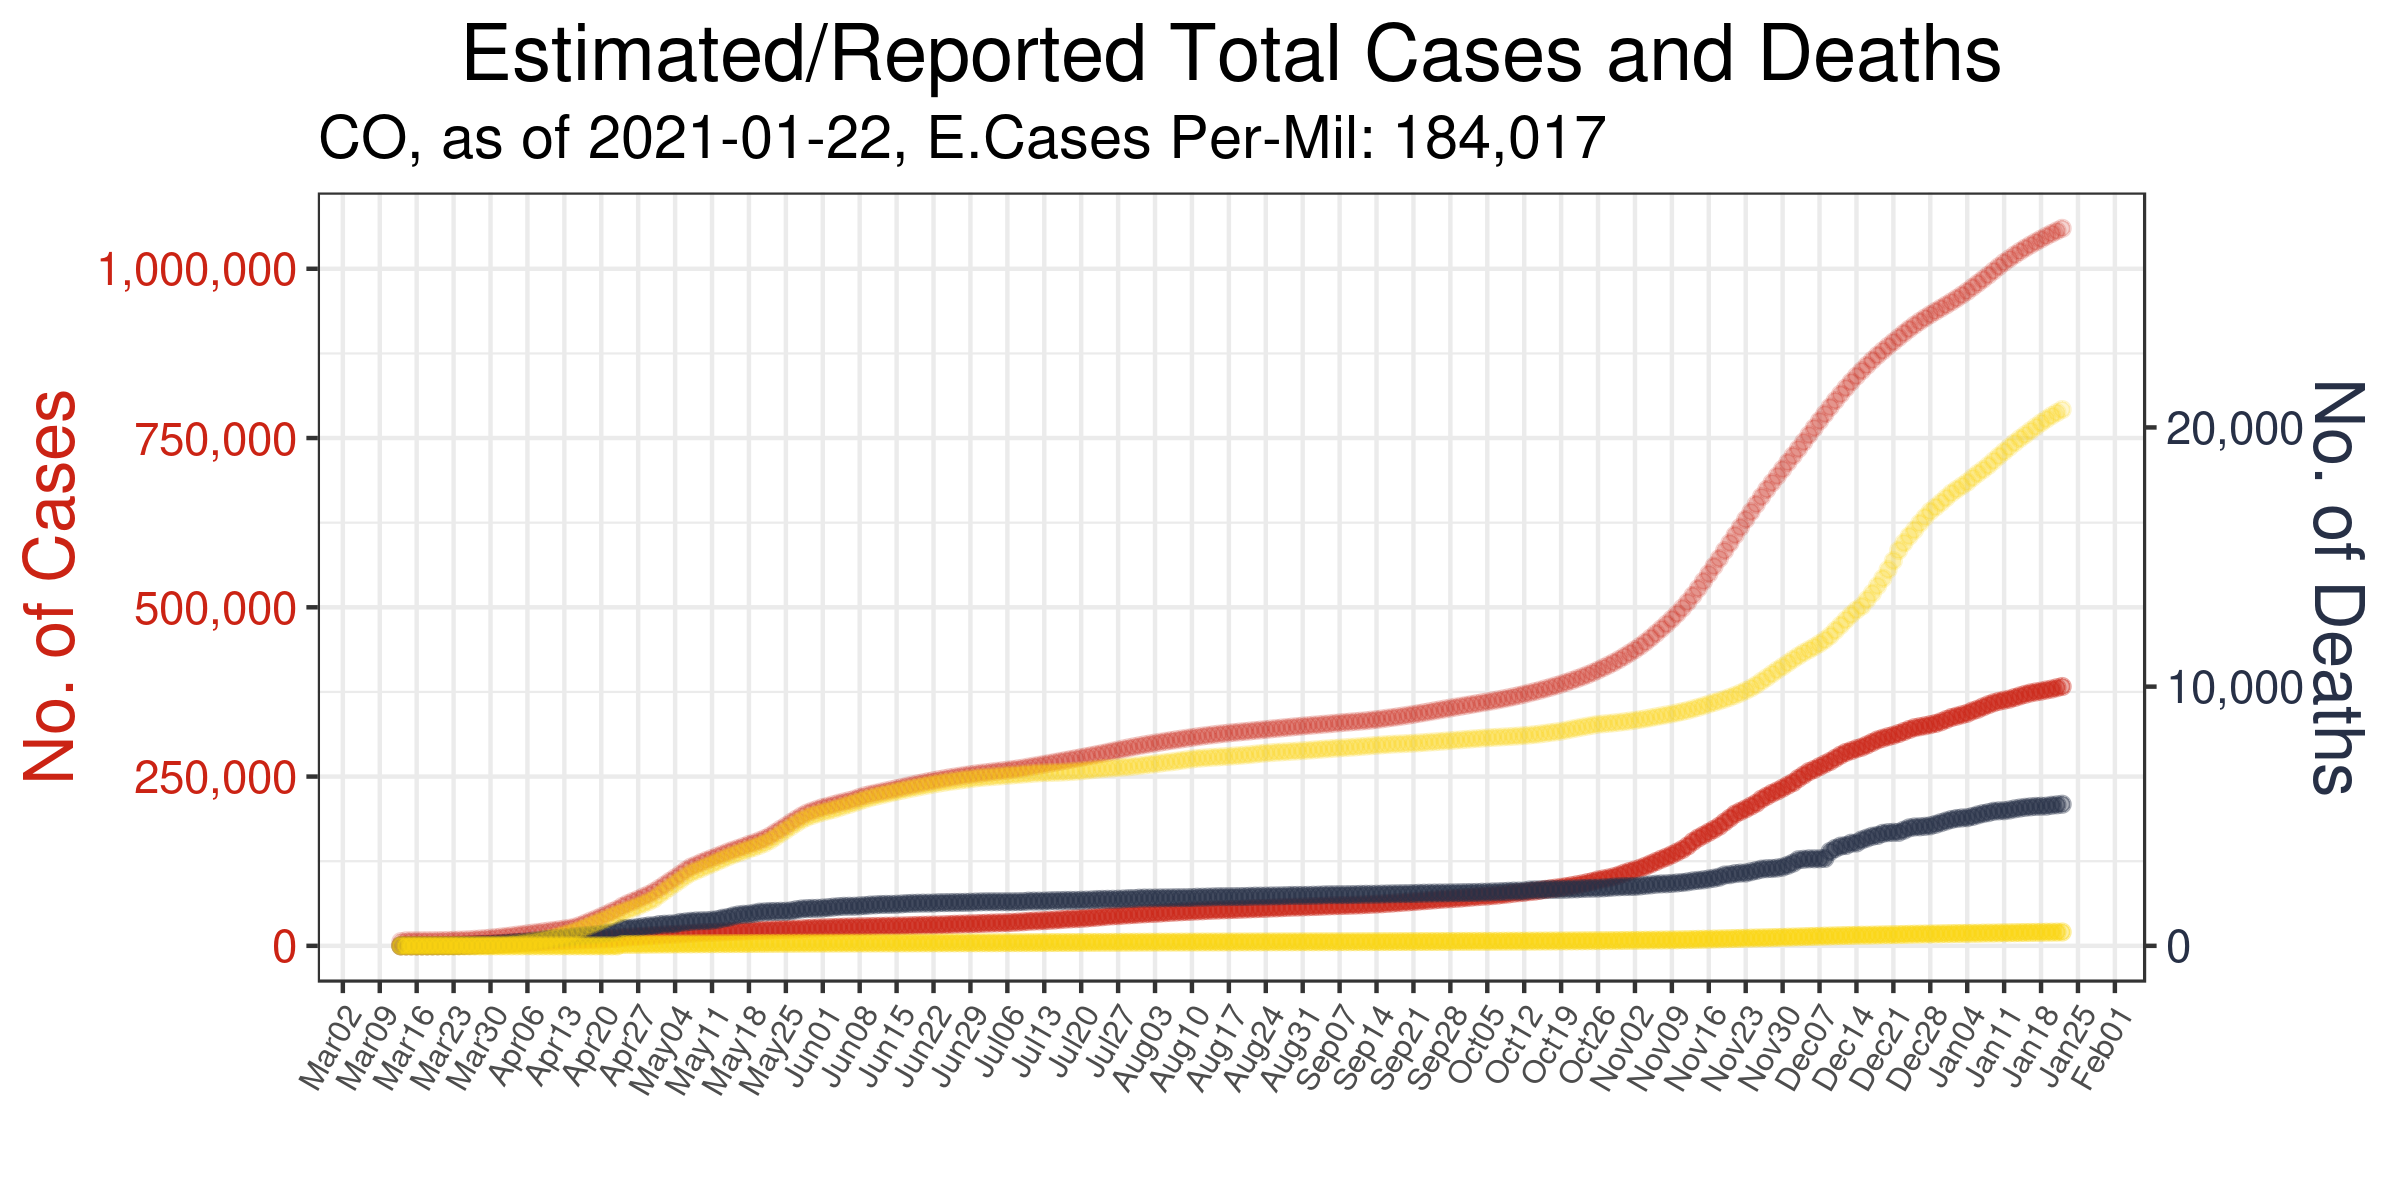 Estimated/Reported Total Cases and Deaths
CO, as of 2021-01-22, E.Cases Per-Mil: 184,017
No. of Cases
1,000,000
750,000
500,000
250,000
0
20,000
10,000
0
No. of Deaths
Mar02
Mar09
Mar16
Mar23
Mar30
Apr06
Apr13
Apr20
Apr27
May04
May11
May18
May25
Jun01
Jun08
Jun15
Jun22
Jun29
Jul06
Jul13
Jul20
Jul27
Aug03
Aug10
Aug17
Aug24
Aug31
Sep07
Sep14
Sep21
Sep28
Oct05
Oct12
Oct19
Oct26
Nov02
Nov09
Nov16
Nov23
Nov30
Dec07
Dec14
Dec21
Dec28
Jan04
Jan11
Jan18
Jan25
Feb01